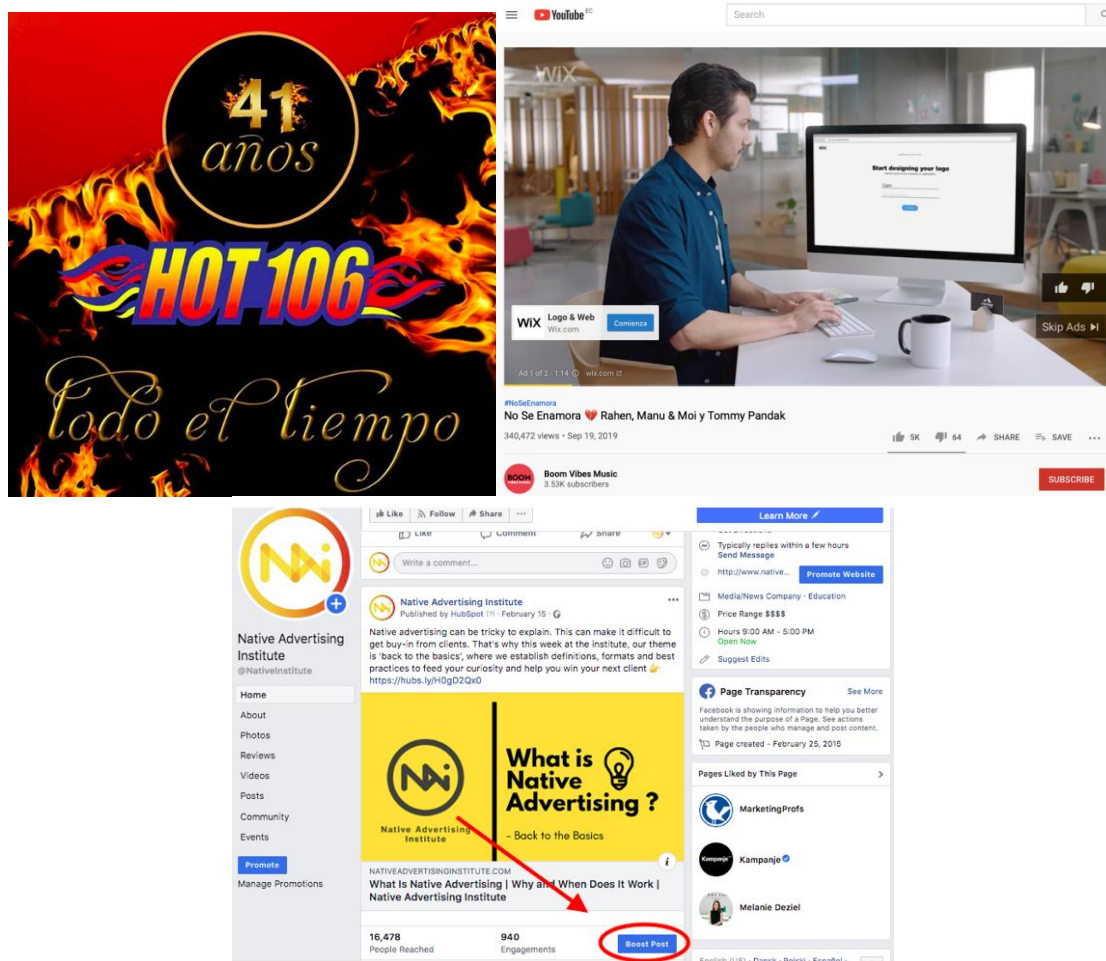 41
años
HOT 106
todo el tiempo
YouTube EC
Search
WiX
WiX
Start designing your logo
WiX
Logo & Web
Wix.com
Comienza
Skip Ads
Ad 1 of 2 · 1:14 wix.com
#NoSeEnamora
No Se Enamora 💔 Rahen, Manu & Moi y Tommy Pandak
340,472 views • Sep 19, 2019
5K
64
SHARE
SAVE
BOOM
Boom Vibes Music
3.53K subscribers
SUBSCRIBE
Native Advertising
Institute
@NativeInstitute
Home
About
Photos
Reviews
Videos
Posts
Community
Events
Promote
Manage Promotions
Like Follow Share
Like Comment Share
Write a comment...
Native Advertising Institute
Published by HubSpot [?] · February 15 ·
Native advertising can be tricky to explain. This can make it difficult to
get buy-in from clients. That's why this week at the institute, our theme
is 'back to the basics', where we establish definitions, formats and best
practices to feed your curiosity and help you win your next client 👉
https://hubs.ly/H0gD2Qx0
Native Advertising
Institute
What is
Native
Advertising ?
- Back to the Basics
NATIVEADVERTISINGINSTITUTE.COM
What Is Native Advertising | Why and When Does It Work |
Native Advertising Institute
16,478
People Reached
940
Engagements
Boost Post
Learn More
Typically replies within a few hours
Send Message
http://www.native...
Promote Website
Media/News Company · Education
Price Range $$$$
Hours 9:00 AM - 5:00 PM
Open Now
Suggest Edits
Page Transparency
See More
Facebook is showing information to help you better
understand the purpose of a Page. See actions
taken by the people who manage and post content.
Page created - February 25, 2015
Pages Liked by This Page
MarketingProfs
Kampanje
Kampanje
Melanie Deziel
English (US) · Dansk · Polski · Español ·